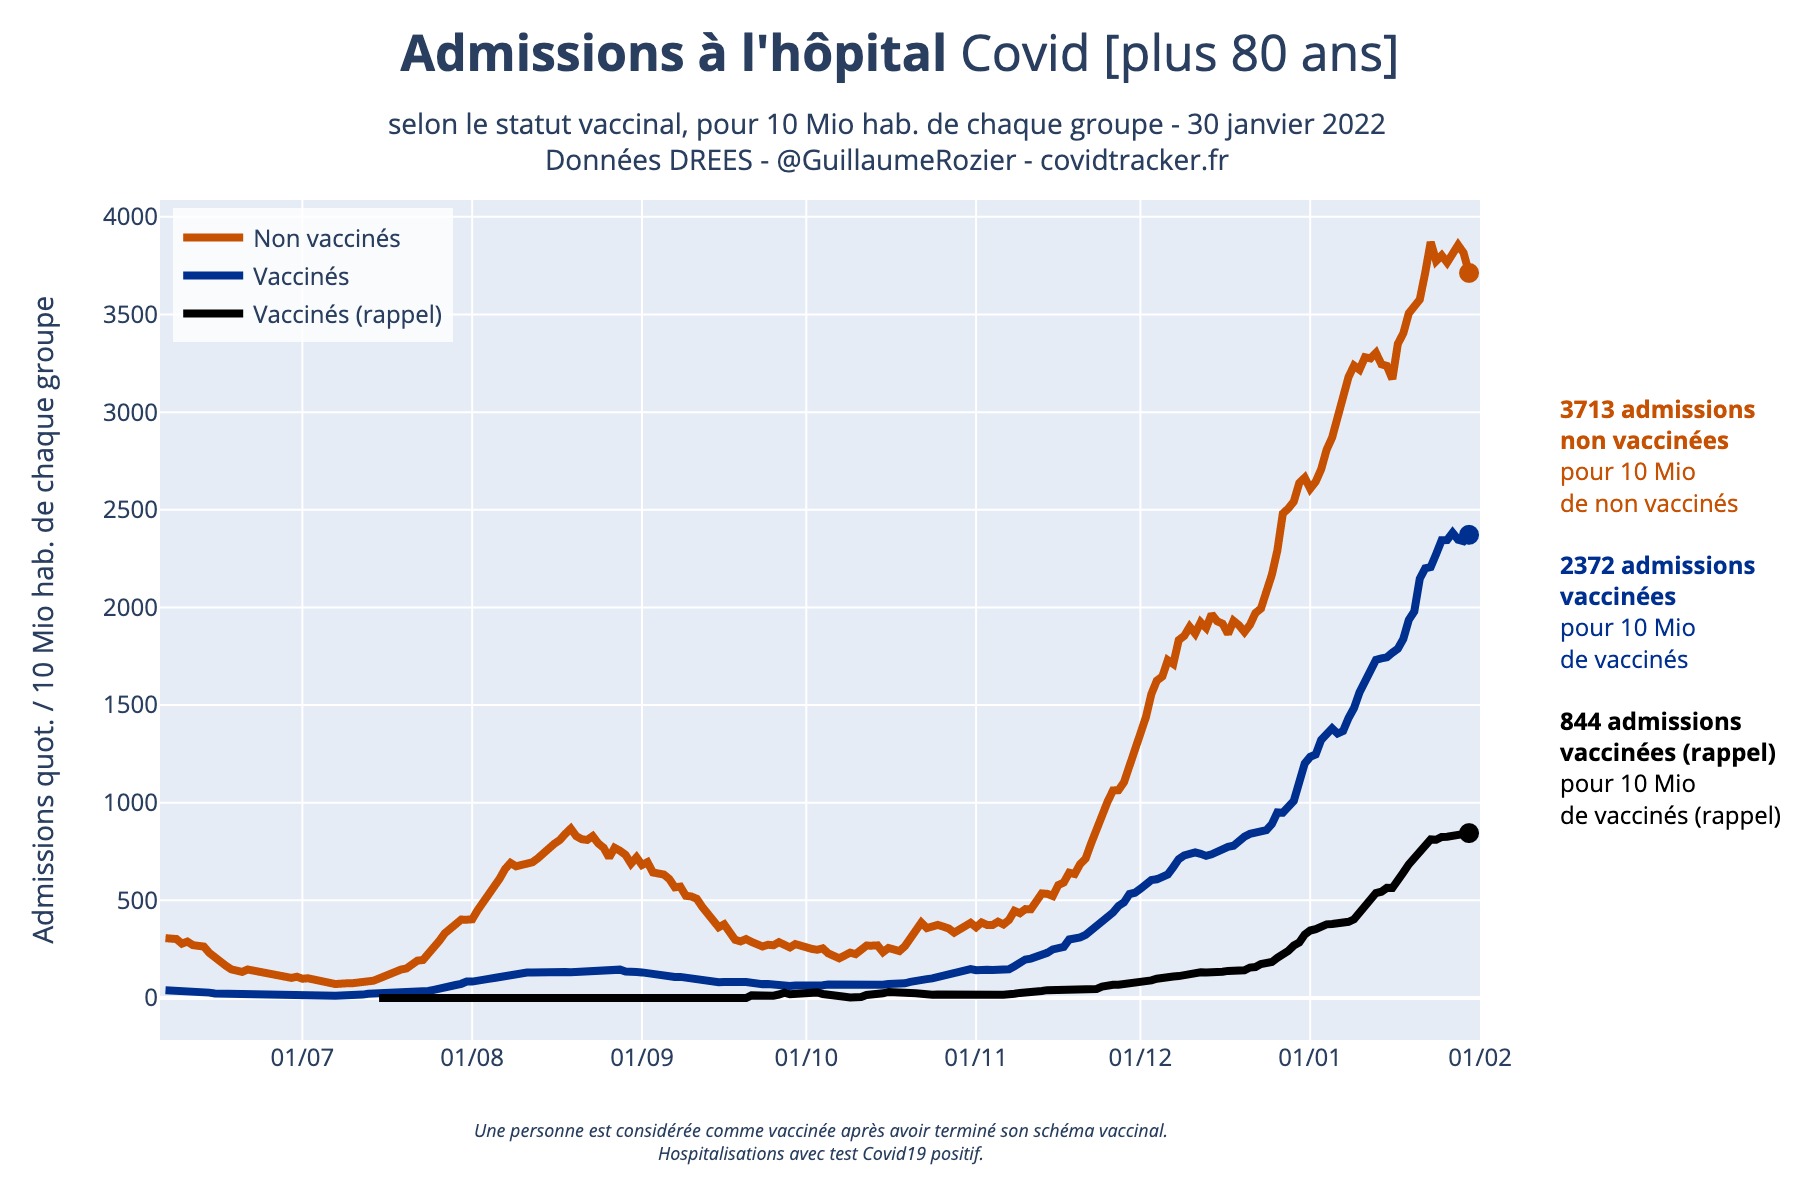 Admissions à l'hôpital Covid [plus 80 ans]
selon le statut vaccinal, pour 10 Mio hab. de chaque groupe - 30 janvier 2022
Données DREES - @GuillaumeRozier - covidtracker.fr
Admissions quot. / 10 Mio hab. de chaque groupe
4000
3500
3000
2500
2000
1500
1000
500
0
Non vaccinés
Vaccinés
Vaccinés (rappel)
01/07
01/08
01/09
01/10
01/11
01/12
01/01
01/02
3713 admissions
non vaccinées
pour 10 Mio
de non vaccinés
2372 admissions
vaccinées
pour 10 Mio
de vaccinés
844 admissions
vaccinées (rappel)
pour 10 Mio
de vaccinés (rappel)
Une personne est considérée comme vaccinée après avoir terminé son schéma vaccinal.
Hospitalisations avec test Covid19 positif.